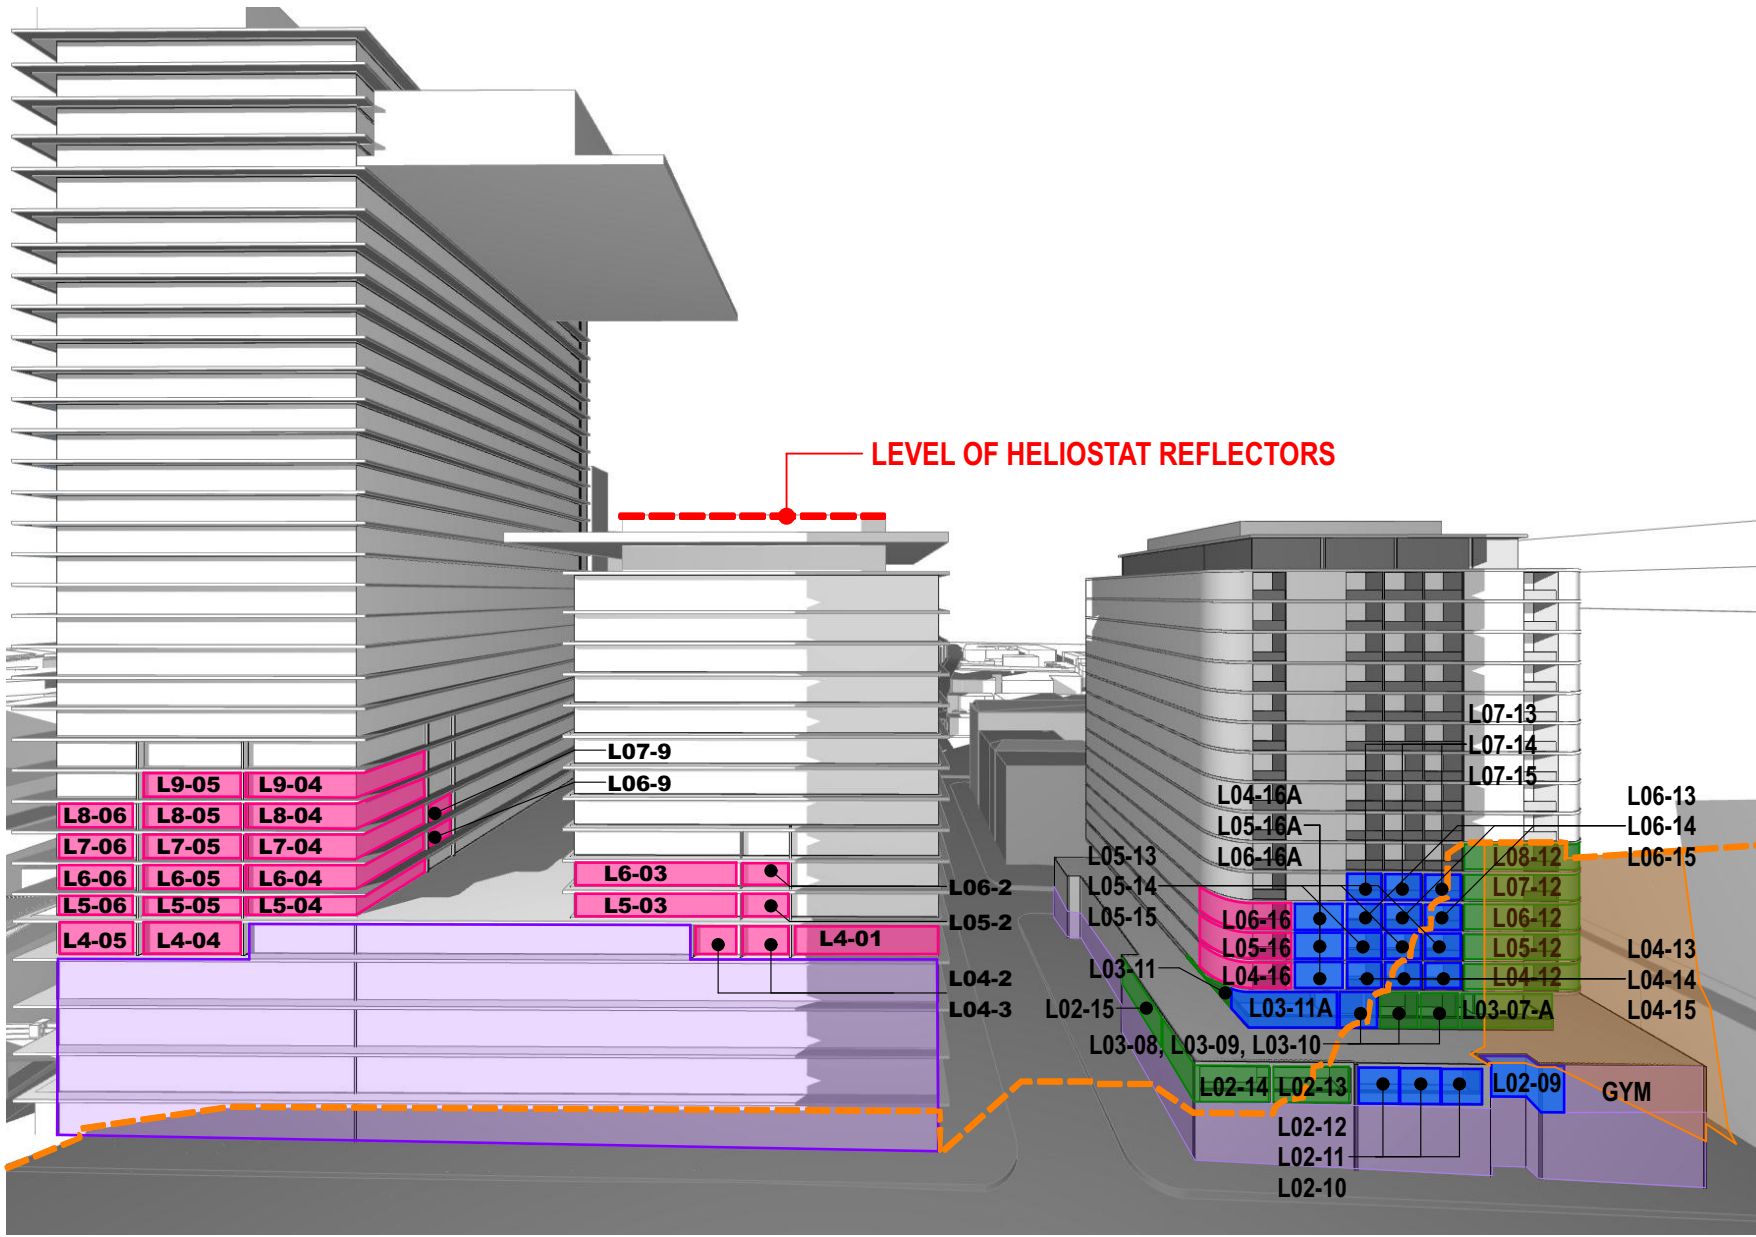 LEVEL OF HELIOSTAT REFLECTORS
L07-9
L06-9
L9-05 L9-04
L8-06 L8-05 L8-04
L7-06 L7-05 L7-04
L6-06 L6-05 L6-04
L5-06 L5-05 L5-04
L4-05 L4-04
L6-03
L5-03
L4-01
L06-2
L05-2
L04-2
L04-3
L07-13
L07-14
L07-15
L04-16A
L05-16A
L06-16A
L06-13
L06-14
L06-15
L05-13
L05-14
L05-15
L08-12
L07-12
L06-16 L06-12
L05-16 L05-12
L04-16 L04-12
L04-13
L04-14
L04-15
L03-11
L02-15
L03-11A L03-07-A
L03-08, L03-09, L03-10
L02-14 L02-13 L02-09 GYM
L02-12
L02-11
L02-10